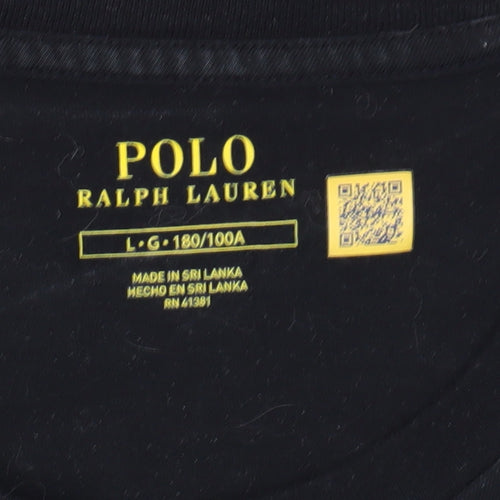 POLO
RALPH LAUREN
L•G•180/100A
MADE IN SRI LANKA
HECHO EN SRI LANKA
RN 41381